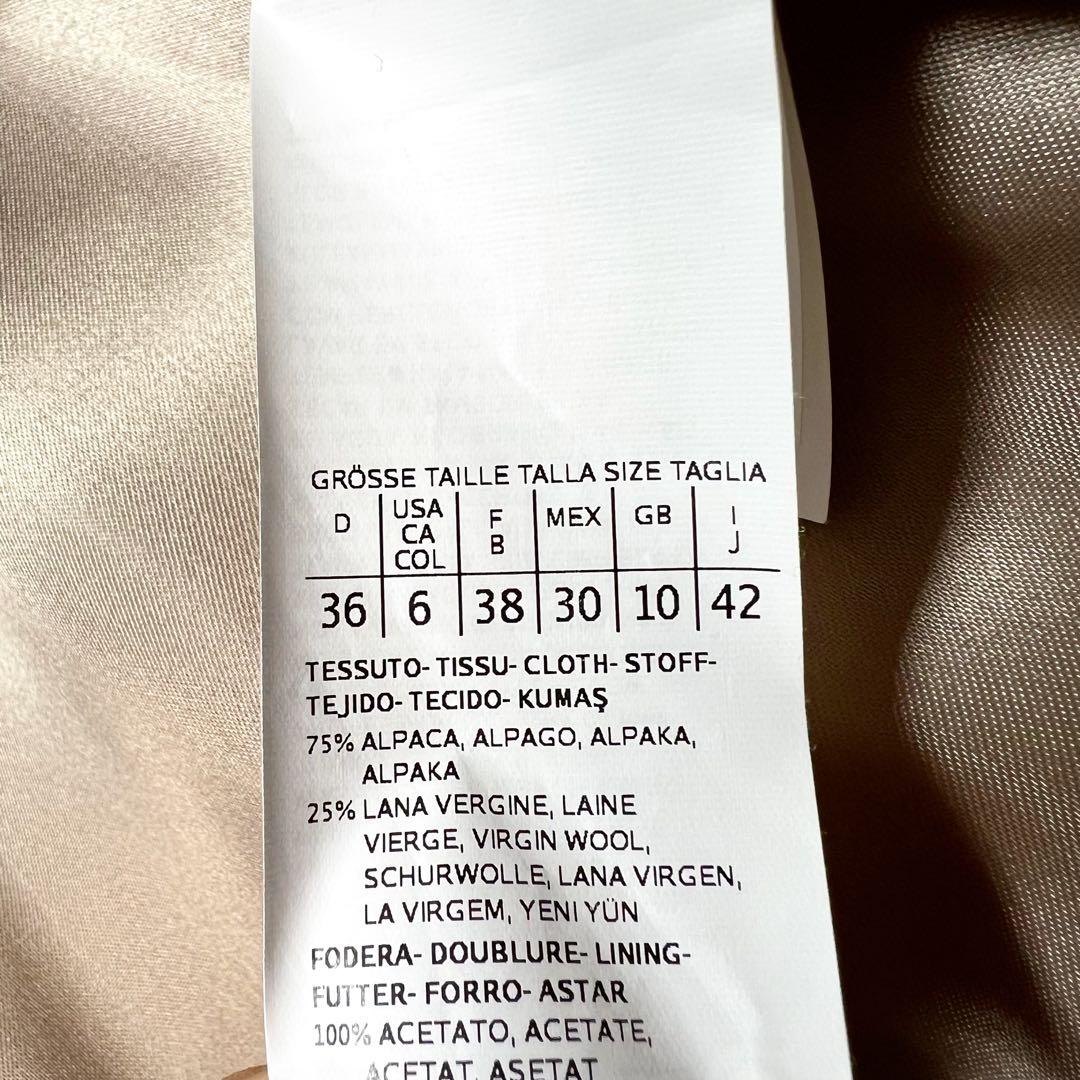 GRÖSSE TAILLE TALLA SIZE TAGLIA
D USA CA COL F B MEX GB I J
36 6 38 30 10 42
TESSUTO- TISSU- CLOTH- STOFF-
TEJIDO- TECIDO- KUMAŞ
75% ALPACA, ALPAGO, ALPAKA,
ALPAKA
25% LANA VERGINE, LAINE
VIERGE, VIRGIN WOOL,
SCHURWOLLE, LANA VIRGEN,
LA VIRGEM, YENI YÜN
FODERA- DOUBLURE- LINING-
FUTTER- FORRO- ASTAR
100% ACETATO, ACETATE,
ACETAT, ASETAT